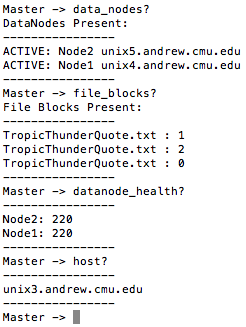 Master -> data_nodes?
DataNodes Present:
----------------
ACTIVE: Node2 unix5.andrew.cmu.edu
ACTIVE: Node1 unix4.andrew.cmu.edu
----------------
Master -> file_blocks?
File Blocks Present:
----------------
TropicThunderQuote.txt : 1
TropicThunderQuote.txt : 2
TropicThunderQuote.txt : 0
----------------
Master -> datanode_health?
----------------
Node2: 220
Node1: 220
----------------
Master -> host?
----------------
unix3.andrew.cmu.edu
----------------
Master ->